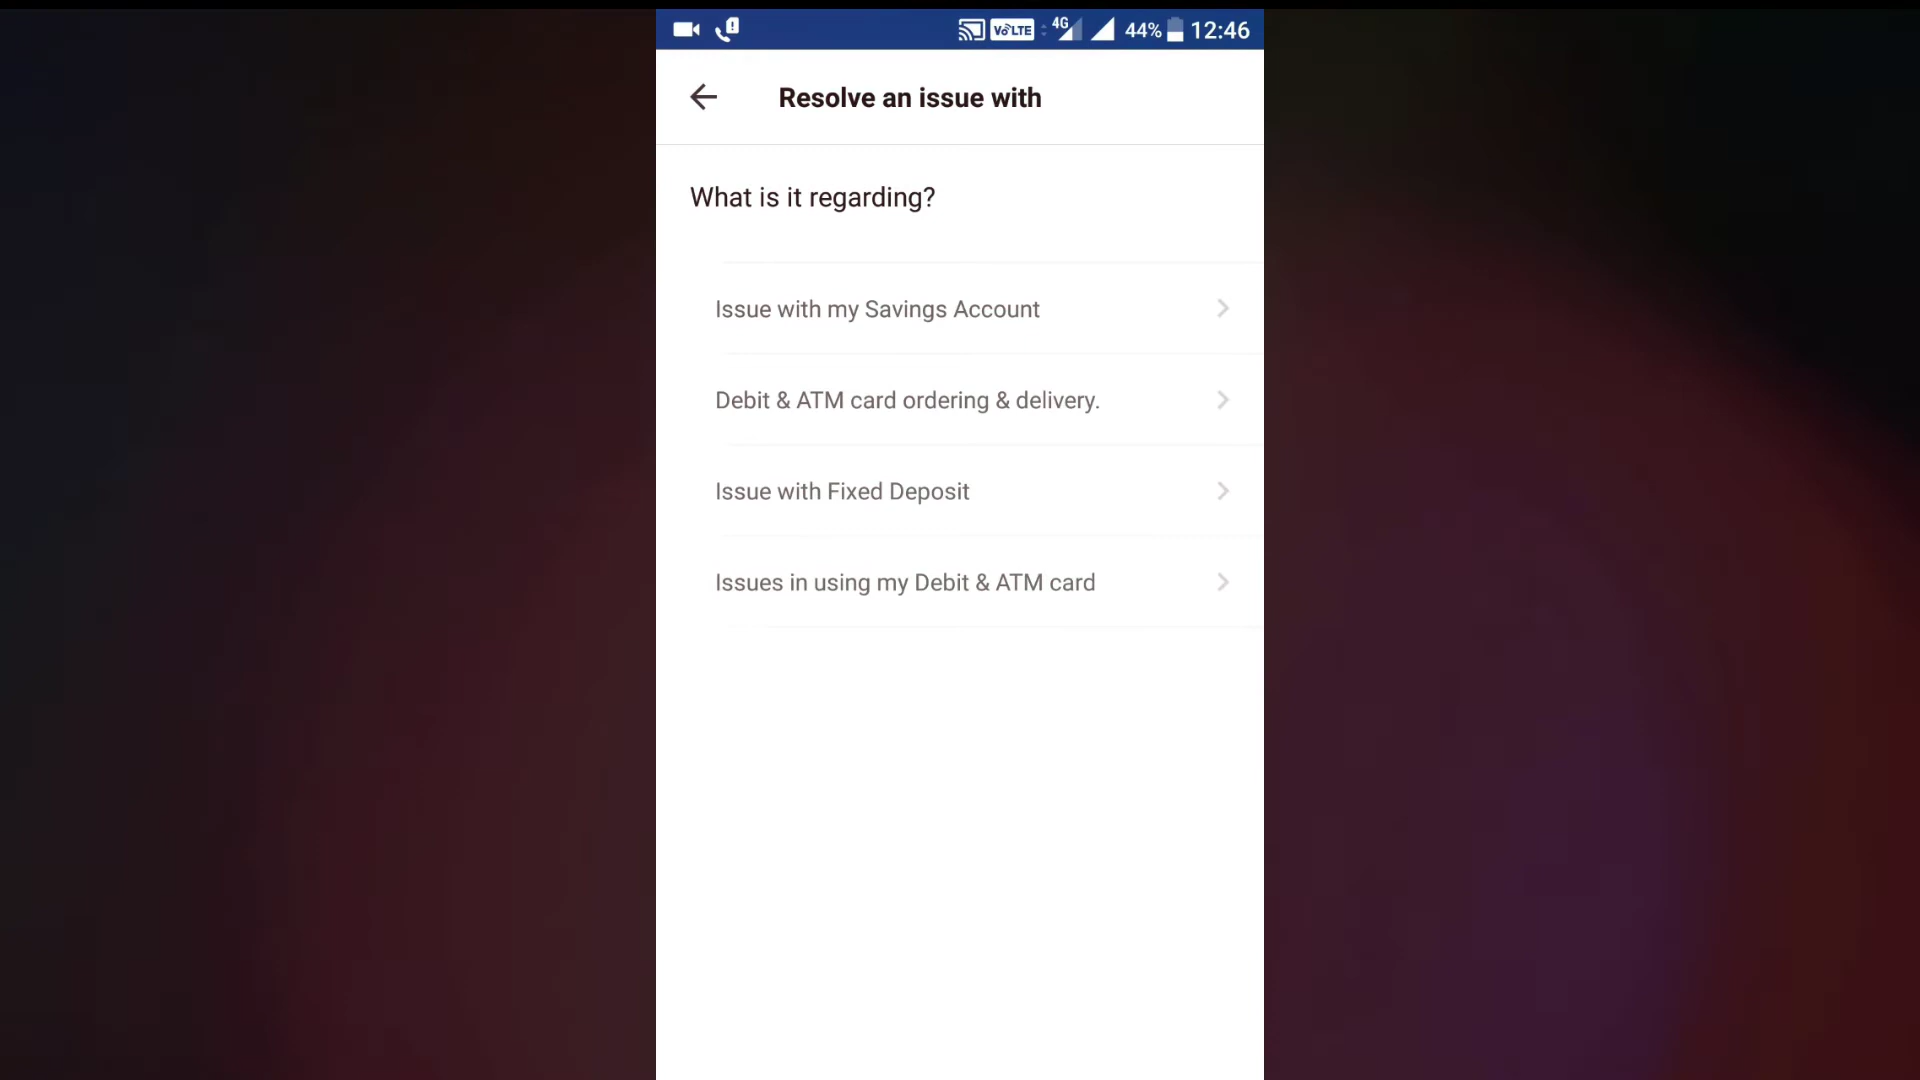 VoLTE 4G 44% 12:46
Resolve an issue with
What is it regarding?
Issue with my Savings Account
Debit & ATM card ordering & delivery.
Issue with Fixed Deposit
Issues in using my Debit & ATM card